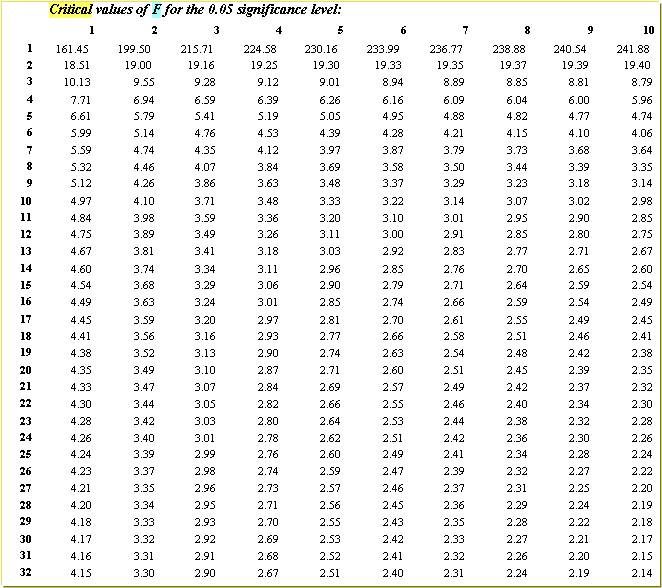 Critical values of F for the 0.05 significance level:
1 2 3 4 5 6 7 8 9 10
1 161.45 199.50 215.71 224.58 230.16 233.99 236.77 238.88 240.54 241.88
2 18.51 19.00 19.16 19.25 19.30 19.33 19.35 19.37 19.39 19.40
3 10.13 9.55 9.28 9.12 9.01 8.94 8.89 8.85 8.81 8.79
4 7.71 6.94 6.59 6.39 6.26 6.16 6.09 6.04 6.00 5.96
5 6.61 5.79 5.41 5.19 5.05 4.95 4.88 4.82 4.77 4.74
6 5.99 5.14 4.76 4.53 4.39 4.28 4.21 4.15 4.10 4.06
7 5.59 4.74 4.35 4.12 3.97 3.87 3.79 3.73 3.68 3.64
8 5.32 4.46 4.07 3.84 3.69 3.58 3.50 3.44 3.39 3.35
9 5.12 4.26 3.86 3.63 3.48 3.37 3.29 3.23 3.18 3.14
10 4.97 4.10 3.71 3.48 3.33 3.22 3.14 3.07 3.02 2.98
11 4.84 3.98 3.59 3.36 3.20 3.10 3.01 2.95 2.90 2.85
12 4.75 3.89 3.49 3.26 3.11 3.00 2.91 2.85 2.80 2.75
13 4.67 3.81 3.41 3.18 3.03 2.92 2.83 2.77 2.71 2.67
14 4.60 3.74 3.34 3.11 2.96 2.85 2.76 2.70 2.65 2.60
15 4.54 3.68 3.29 3.06 2.90 2.79 2.71 2.64 2.59 2.54
16 4.49 3.63 3.24 3.01 2.85 2.74 2.66 2.59 2.54 2.49
17 4.45 3.59 3.20 2.97 2.81 2.70 2.61 2.55 2.49 2.45
18 4.41 3.56 3.16 2.93 2.77 2.66 2.58 2.51 2.46 2.41
19 4.38 3.52 3.13 2.90 2.74 2.63 2.54 2.48 2.42 2.38
20 4.35 3.49 3.10 2.87 2.71 2.60 2.51 2.45 2.39 2.35
21 4.33 3.47 3.07 2.84 2.69 2.57 2.49 2.42 2.37 2.32
22 4.30 3.44 3.05 2.82 2.66 2.55 2.46 2.40 2.34 2.30
23 4.28 3.42 3.03 2.80 2.64 2.53 2.44 2.38 2.32 2.28
24 4.26 3.40 3.01 2.78 2.62 2.51 2.42 2.36 2.30 2.26
25 4.24 3.39 2.99 2.76 2.60 2.49 2.41 2.34 2.28 2.24
26 4.23 3.37 2.98 2.74 2.59 2.47 2.39 2.32 2.27 2.22
27 4.21 3.35 2.96 2.73 2.57 2.46 2.37 2.31 2.25 2.20
28 4.20 3.34 2.95 2.71 2.56 2.45 2.36 2.29 2.24 2.19
29 4.18 3.33 2.93 2.70 2.55 2.43 2.35 2.28 2.22 2.18
30 4.17 3.32 2.92 2.69 2.53 2.42 2.33 2.27 2.21 2.17
31 4.16 3.31 2.91 2.68 2.52 2.41 2.32 2.26 2.20 2.15
32 4.15 3.30 2.90 2.67 2.51 2.40 2.31 2.24 2.19 2.14